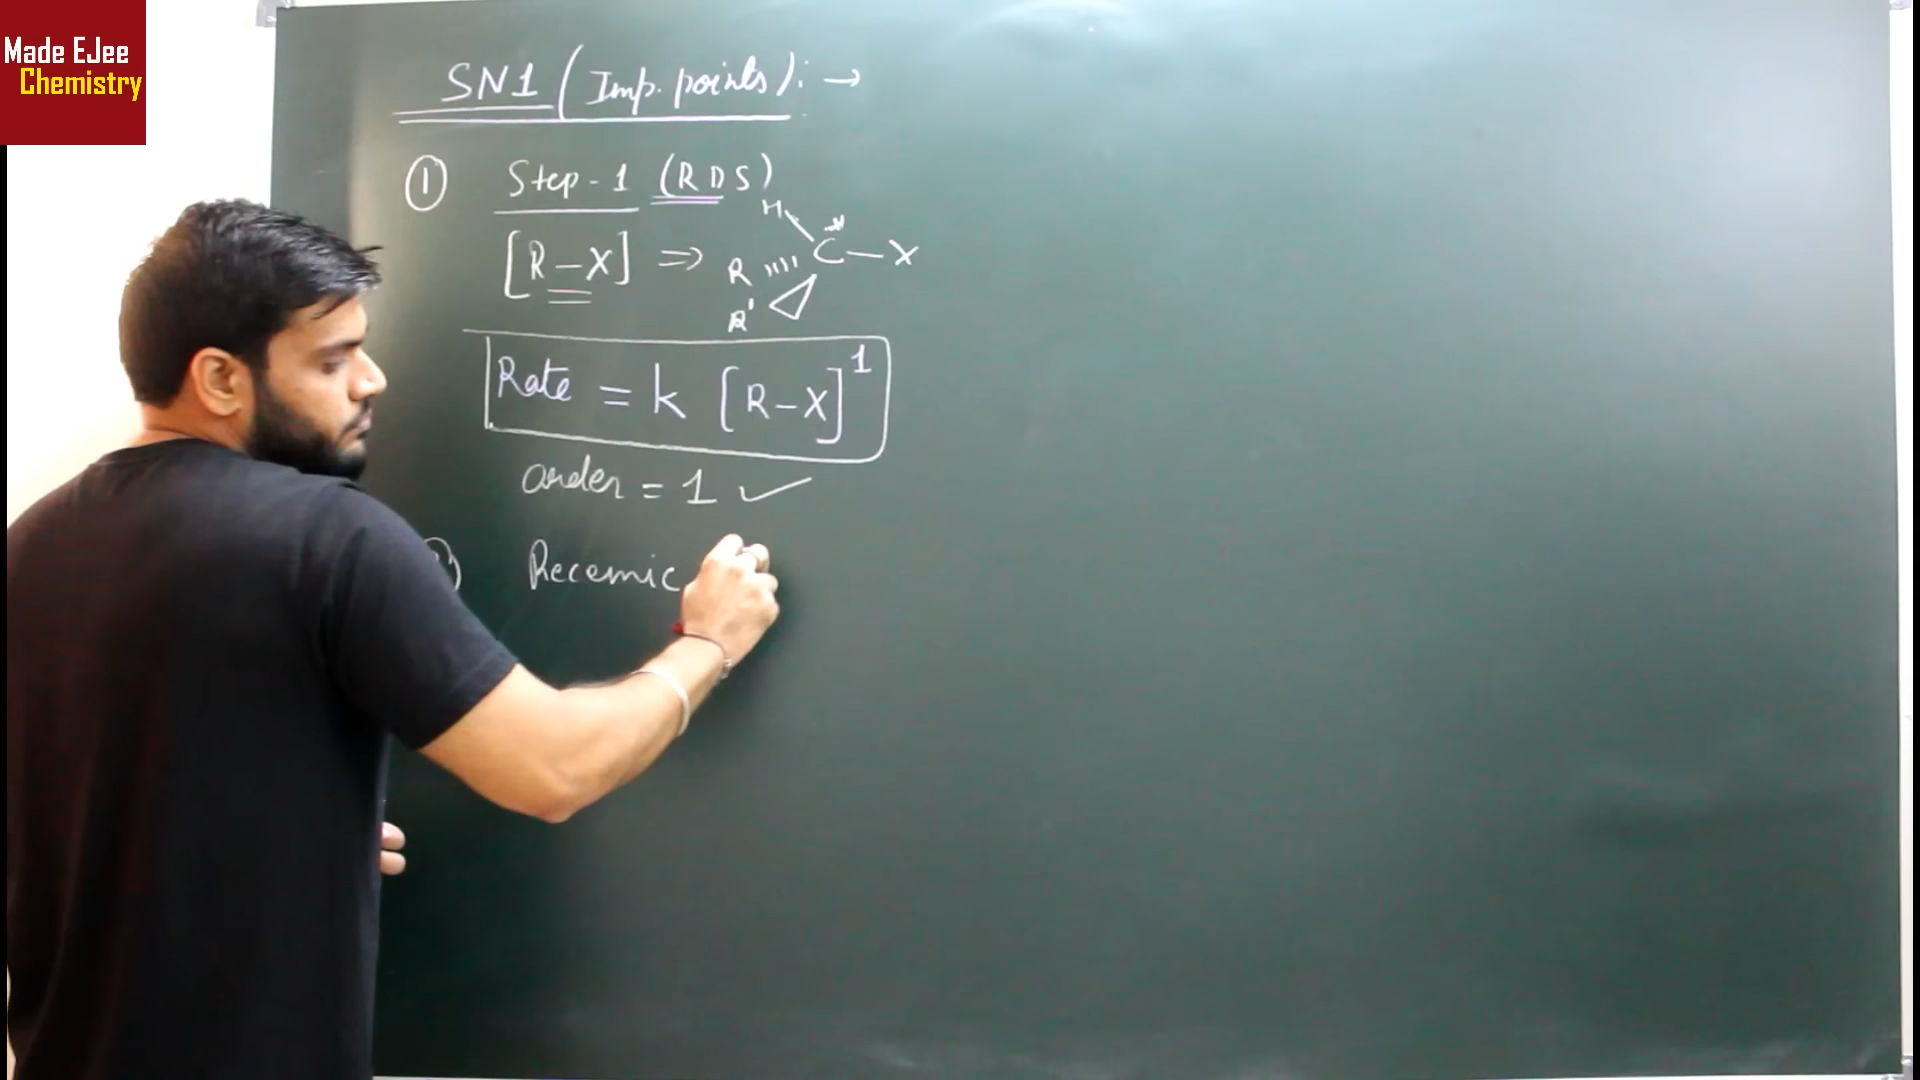 Made EJee
Chemistry
SN1 (Imp. points): →
① Step-1 (RDS)
[R-X] ⇒ H R R' C* - X
Rate = k [R-X]¹
order = 1 ✓
Recemic